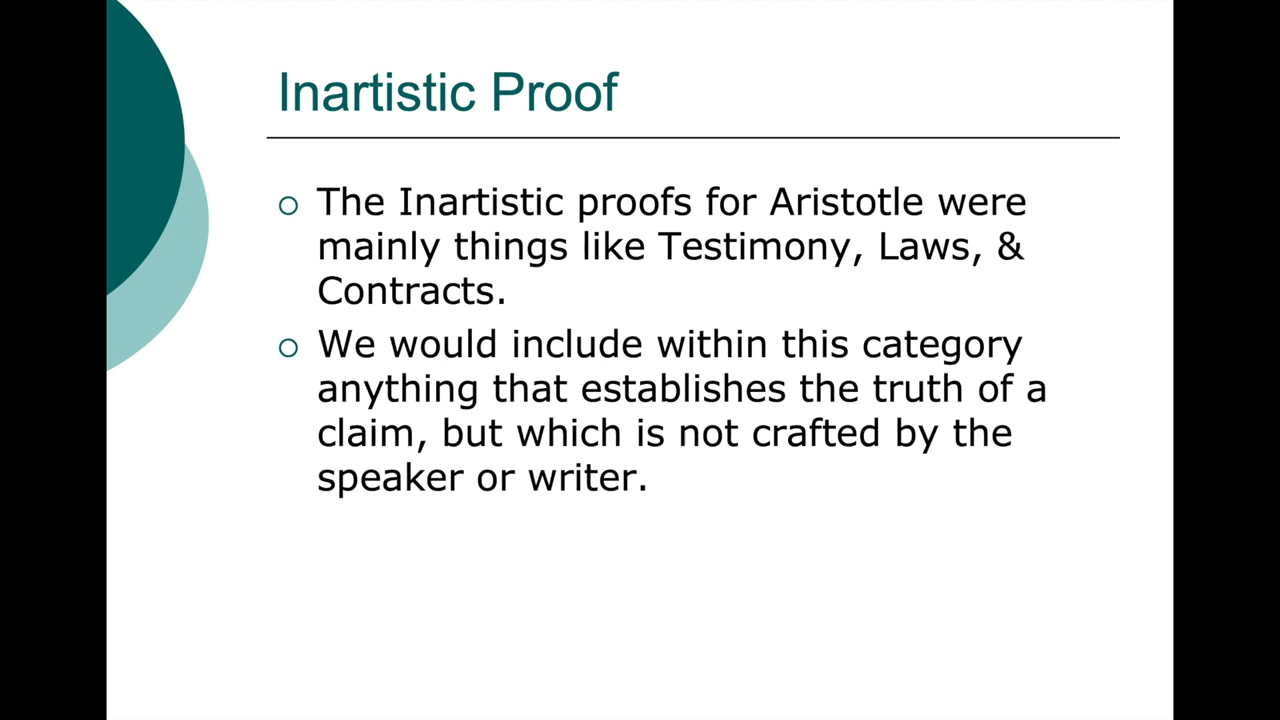 Inartistic Proof
The Inartistic proofs for Aristotle were
mainly things like Testimony, Laws, &
Contracts.
We would include within this category
anything that establishes the truth of a
claim, but which is not crafted by the
speaker or writer.